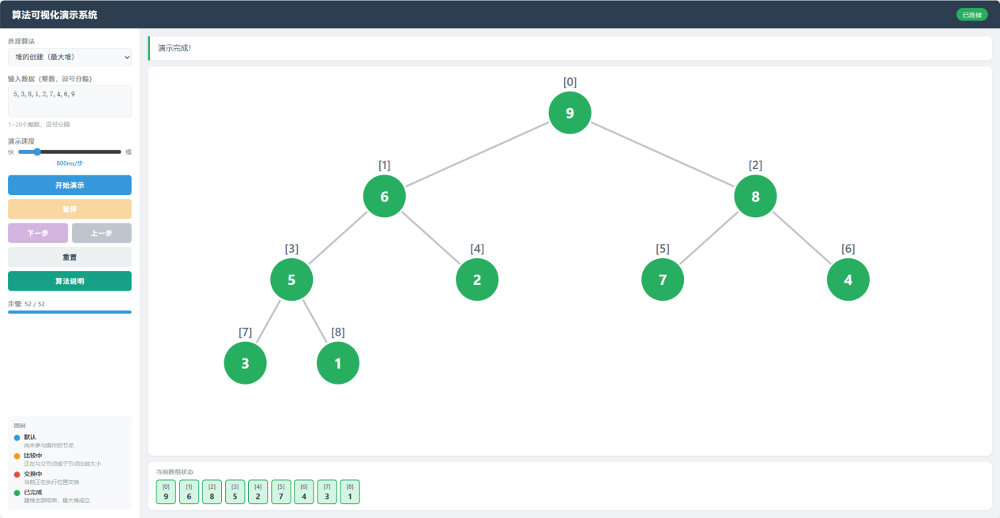 算法可视化演示系统
已连接
选择算法
堆的创建（最大堆）
输入数据（整数，逗号分隔）
5, 3, 8, 1, 2, 7, 4, 6, 9
1-20个整数，逗号分隔
演示速度
快
慢
800ms/步
开始演示
暂停
下一步
上一步
重置
算法说明
步骤: 52 / 52
图例
默认
尚未参与操作的节点
比较中
正在与父节点或子节点比较大小
交换中
当前正在执行位置交换
已完成
建堆全部结束，最大堆成立
演示完成！
[0]
9
[1]
6
[2]
8
[3]
5
[4]
2
[5]
7
[6]
4
[7]
3
[8]
1
当前数组状态
[0] [1] [2] [3] [4] [5] [6] [7] [8]
9 6 8 5 2 7 4 3 1